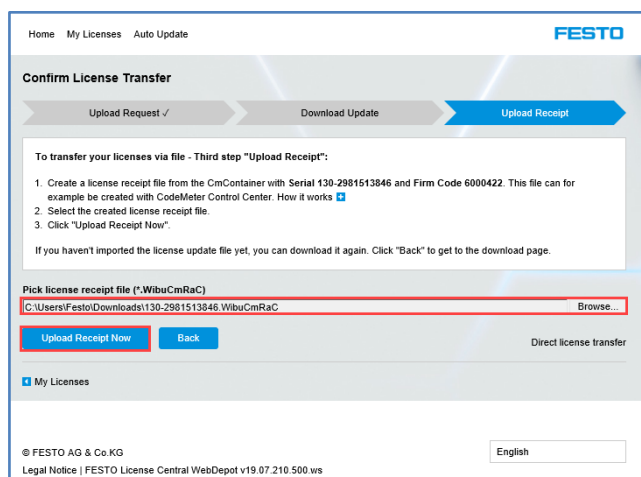 Home My Licenses Auto Update FESTO
Confirm License Transfer
Upload Request ✓ Download Update Upload Receipt
To transfer your licenses via file - Third step "Upload Receipt":
1. Create a license receipt file from the CmContainer with Serial 130-2981513846 and Firm Code 6000422. This file can for
example be created with CodeMeter Control Center. How it works
2. Select the created license receipt file.
3. Click "Upload Receipt Now".
If you haven't imported the license update file yet, you can download it again. Click "Back" to get to the download page.
Pick license receipt file (*.WibuCmRaC)
C:\Users\Festo\Downloads\130-2981513846.WibuCmRaC Browse...
Upload Receipt Now Back Direct license transfer
My Licenses
© FESTO AG & Co.KG English
Legal Notice | FESTO License Central WebDepot v19.07.210.500.ws